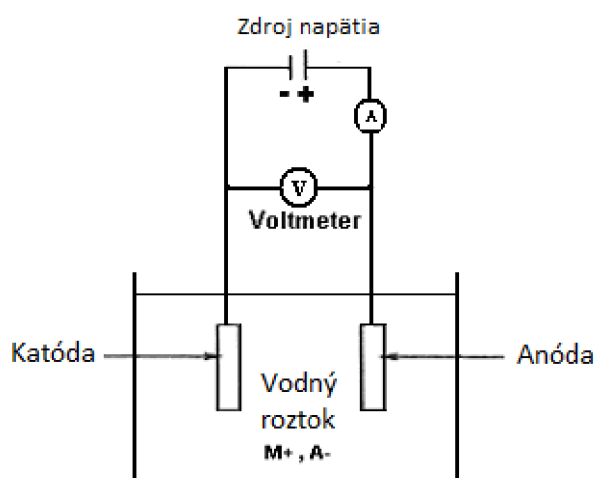 Zdroj napätia
- +
A
V
Voltmeter
Katóda
Anóda
Vodný
roztok
M+ , A-